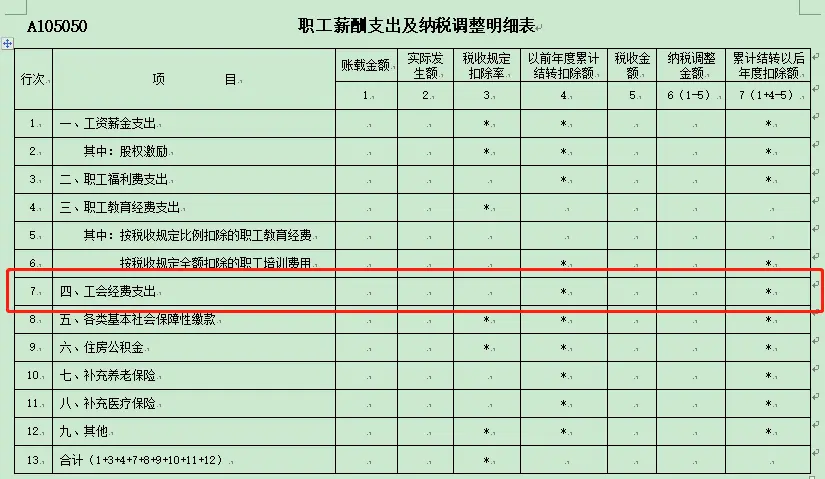 A105050 职工薪酬支出及纳税调整明细表
行次 项 目 账载金额 实际发生额 税收规定扣除率 以前年度累计结转扣除额 税收金额 纳税调整金额 累计结转以后年度扣除额
1 2 3 4 5 6（1-5） 7（1+4-5）
1 一、工资薪金支出 * * *
2 其中：股权激励 * * *
3 二、职工福利费支出 * *
4 三、职工教育经费支出 *
5 其中：按税收规定比例扣除的职工教育经费
6 按税收规定全额扣除的职工培训费用 * *
7 四、工会经费支出 * *
8 五、各类基本社会保障性缴款 * * *
9 六、住房公积金 * * *
10 七、补充养老保险 * *
11 八、补充医疗保险 * *
12 九、其他 * * *
13 合计（1+3+4+7+8+9+10+11+12） *